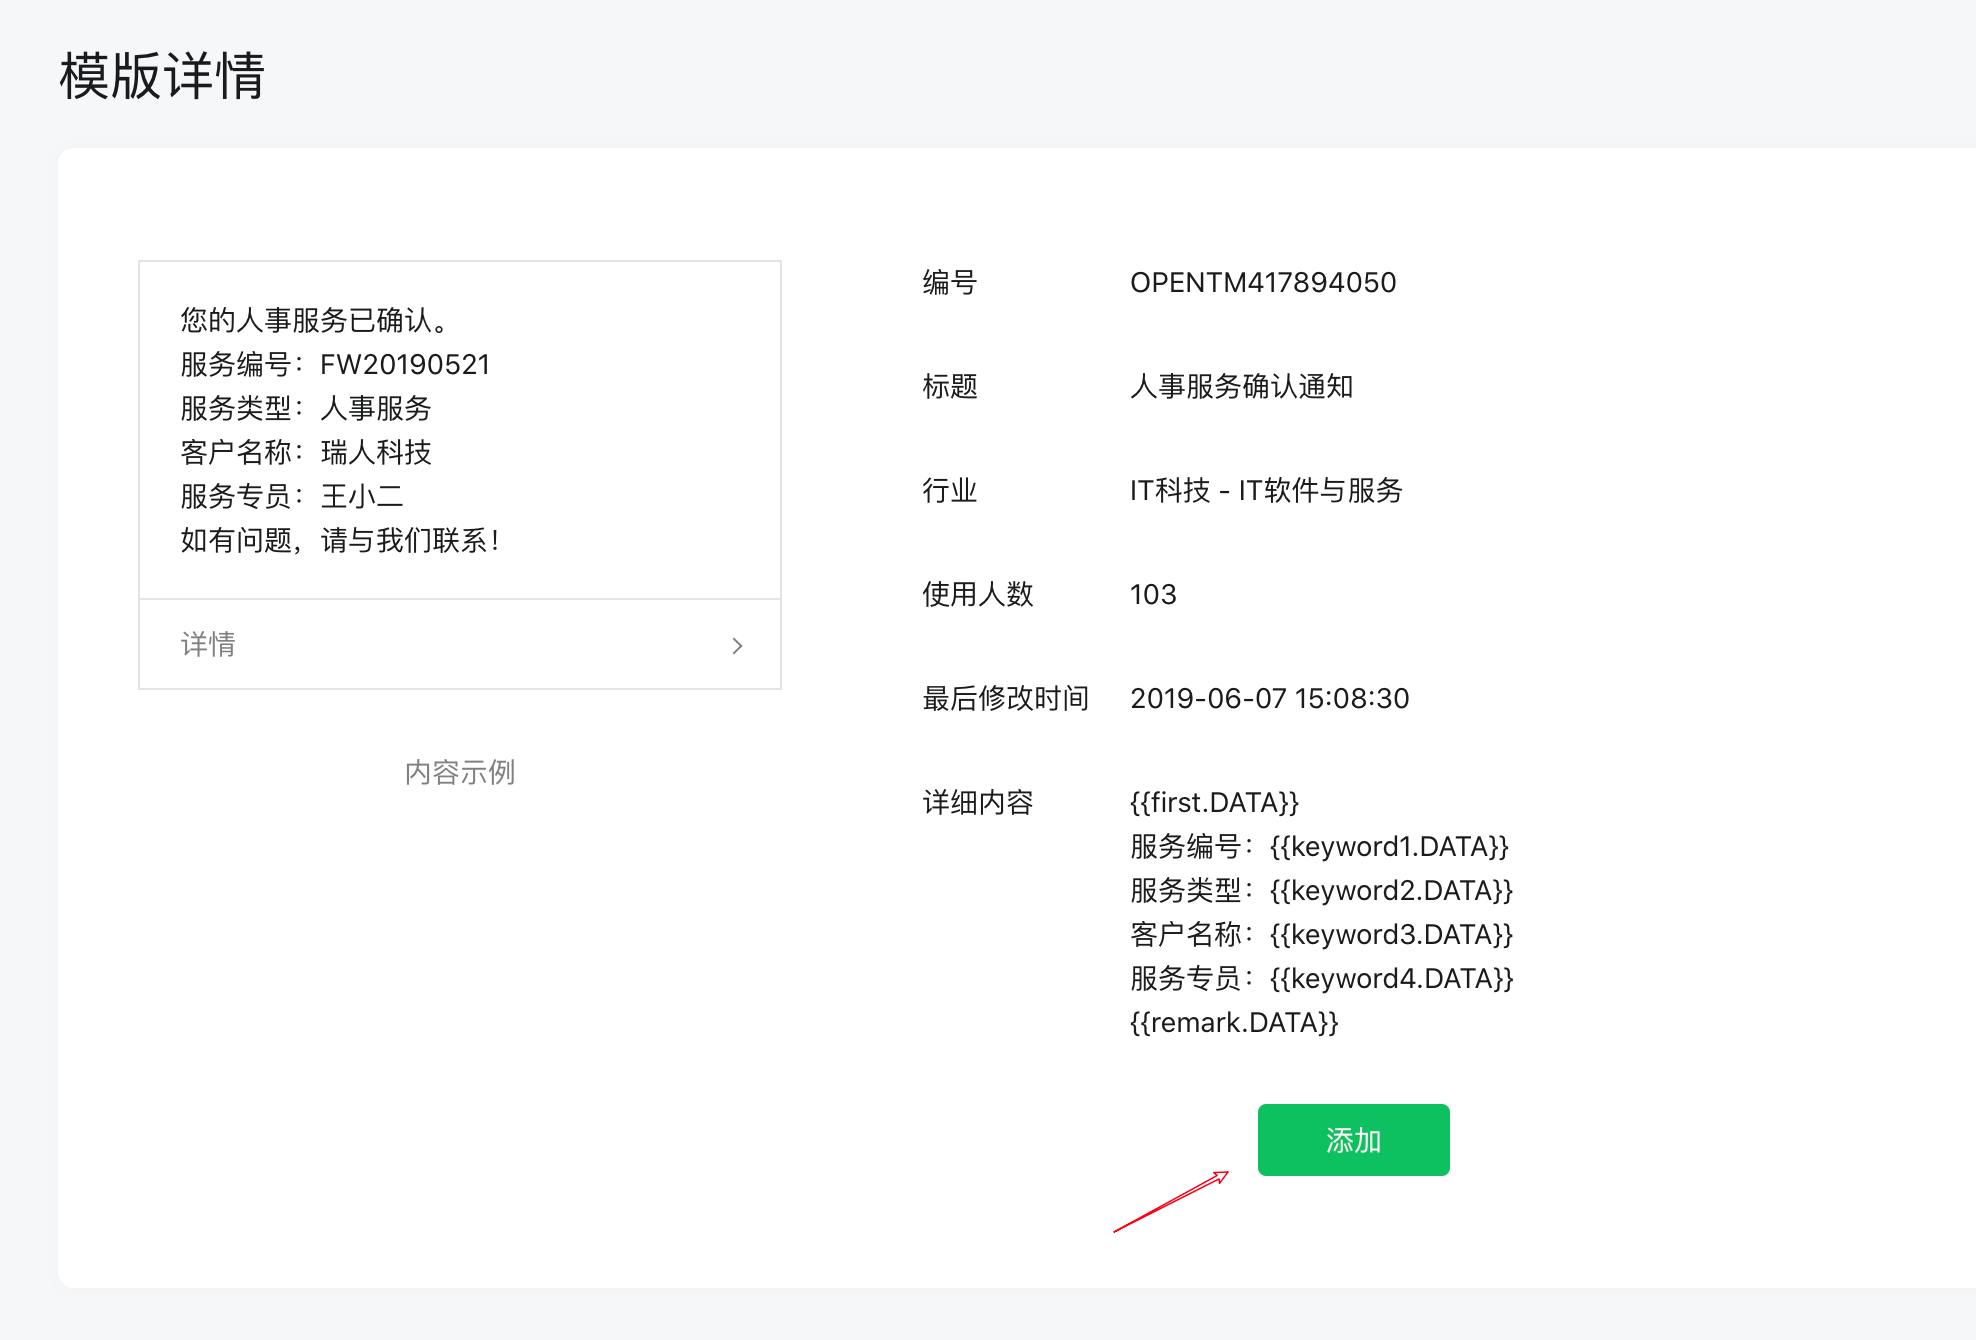 模版详情
您的人事服务已确认。
服务编号：FW20190521
服务类型：人事服务
客户名称：瑞人科技
服务专员：王小二
如有问题，请与我们联系！
详情
内容示例
编号 OPENTM417894050
标题 人事服务确认通知
行业 IT科技 - IT软件与服务
使用人数 103
最后修改时间 2019-06-07 15:08:30
详细内容 {{first.DATA}}
服务编号：{{keyword1.DATA}}
服务类型：{{keyword2.DATA}}
客户名称：{{keyword3.DATA}}
服务专员：{{keyword4.DATA}}
{{remark.DATA}}
添加